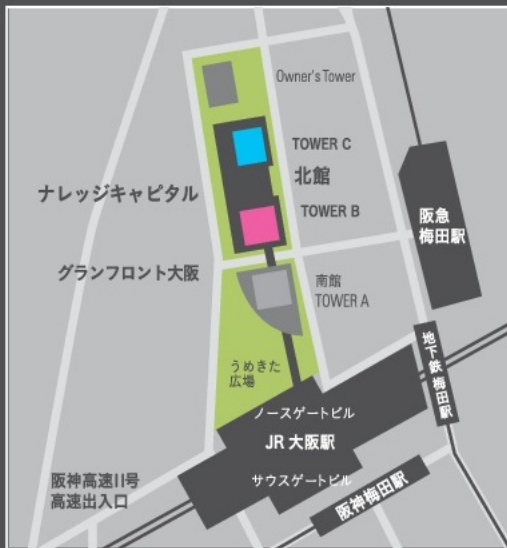 Owner's Tower
TOWER C
北館
ナレッジキャピタル
TOWER B
阪急
梅田駅
グランフロント大阪
南館
TOWER A
うめきた
広場
地下鉄梅田駅
ノースゲートビル
JR 大阪駅
サウスゲートビル
阪神高速11号
高速出入口
阪神梅田駅